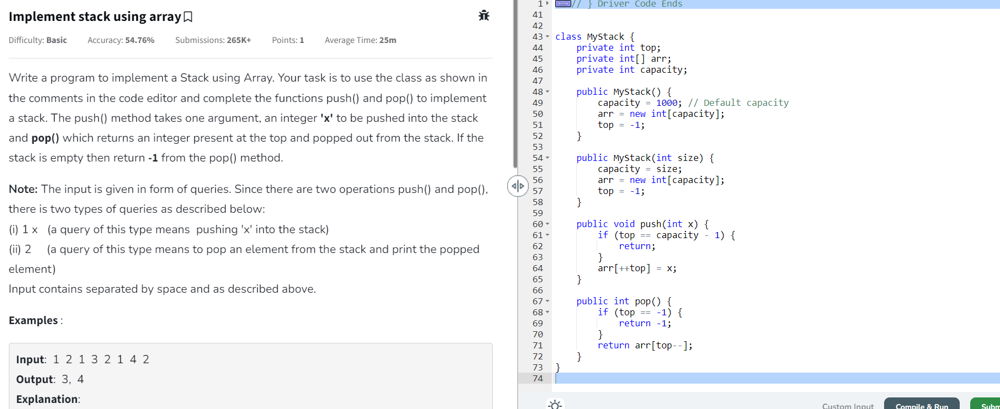 Implement stack using array
Difficulty: Basic Accuracy: 54.76% Submissions: 265K+ Points: 1 Average Time: 25m
Write a program to implement a Stack using Array. Your task is to use the class as shown in
the comments in the code editor and complete the functions push() and pop() to implement
a stack. The push() method takes one argument, an integer 'x' to be pushed into the stack
and pop() which returns an integer present at the top and popped out from the stack. If the
stack is empty then return -1 from the pop() method.
Note: The input is given in form of queries. Since there are two operations push() and pop(),
there is two types of queries as described below:
(i) 1 x (a query of this type means pushing 'x' into the stack)
(ii) 2 (a query of this type means to pop an element from the stack and print the popped
element)
Input contains separated by space and as described above.
Examples :
Input: 1 2 1 3 2 1 4 2
Output: 3, 4
Explanation:
1 // } Driver Code Ends
41
42
43 class MyStack {
44     private int top;
45     private int[] arr;
46     private int capacity;
47
48     public MyStack() {
49         capacity = 1000; // Default capacity
50         arr = new int[capacity];
51         top = -1;
52     }
53
54     public MyStack(int size) {
55         capacity = size;
56         arr = new int[capacity];
57         top = -1;
58     }
59
60     public void push(int x) {
61         if (top == capacity - 1) {
62             return;
63         }
64         arr[++top] = x;
65     }
66
67     public int pop() {
68         if (top == -1) {
69             return -1;
70         }
71         return arr[top--];
72     }
73 }
74
Custom Input Compile & Run Subm